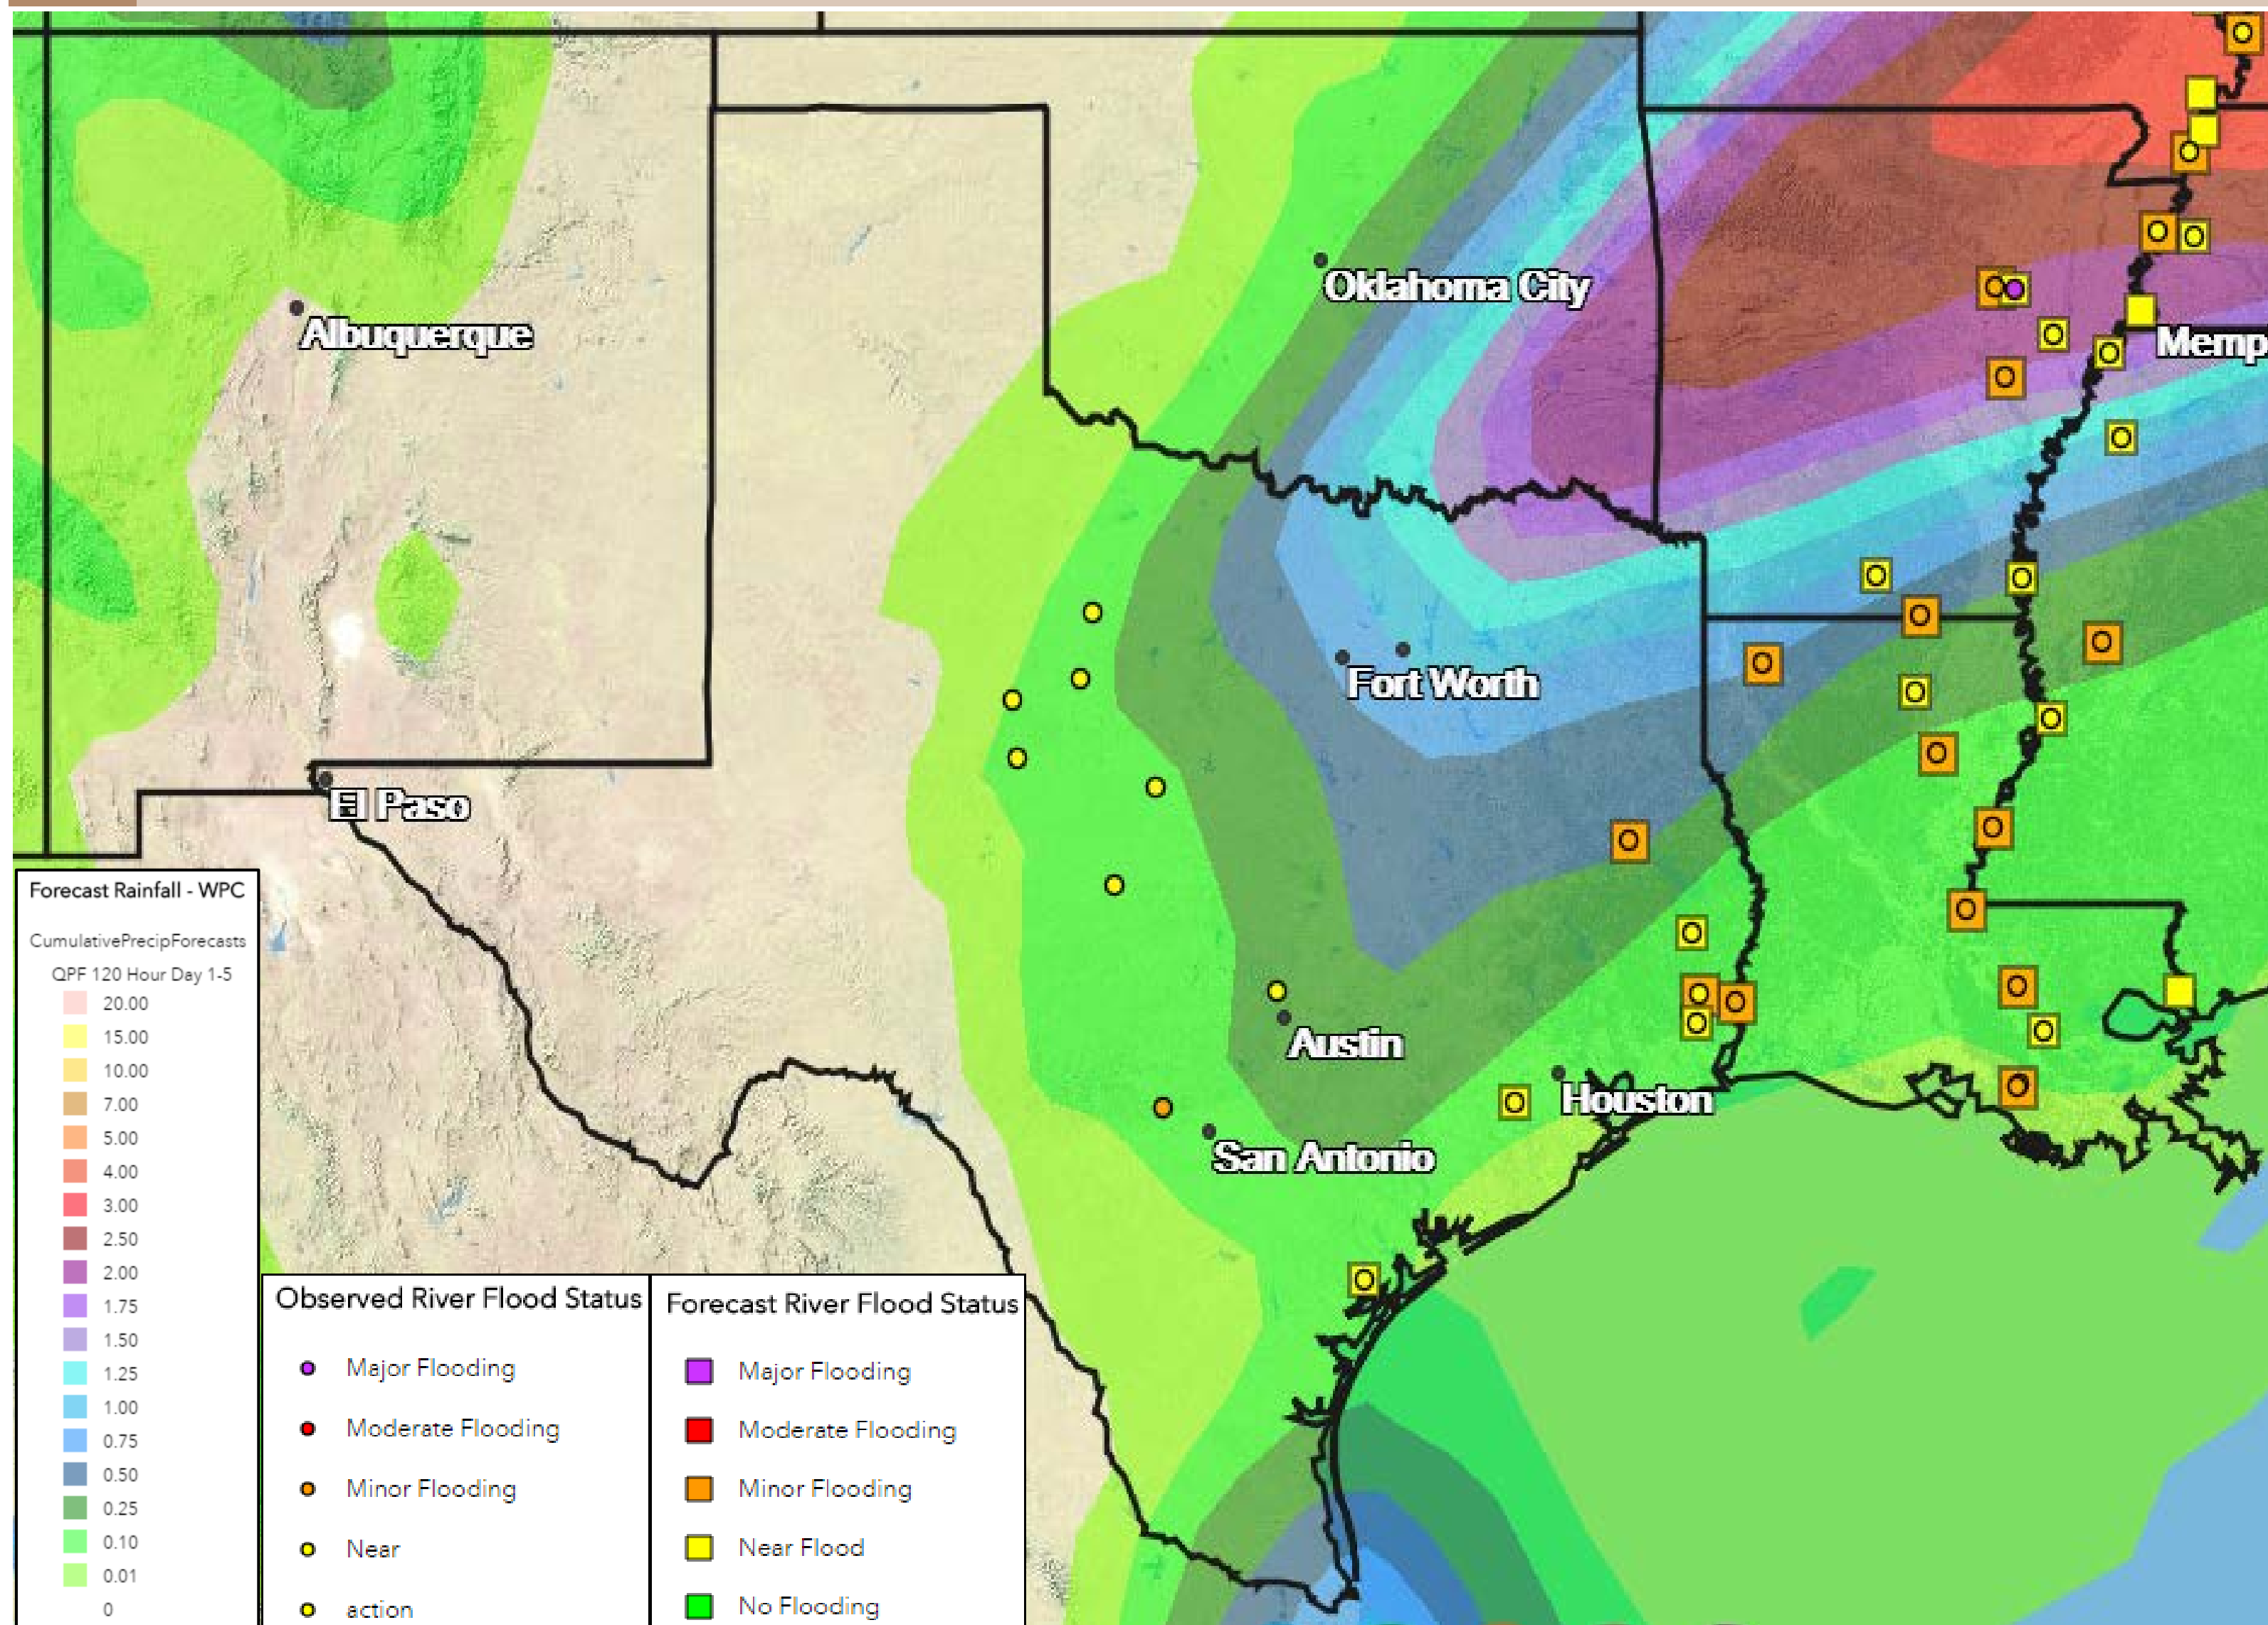 Oklahoma City
Albuquerque
Memp
Fort Worth
El Paso
Austin
Houston
San Antonio
Forecast Rainfall - WPC
CumulativePrecipForecasts
QPF 120 Hour Day 1-5
20.00
15.00
10.00
7.00
5.00
4.00
3.00
2.50
2.00
1.75
1.50
1.25
1.00
0.75
0.50
0.25
0.10
0.01
0
Observed River Flood Status
Major Flooding
Moderate Flooding
Minor Flooding
Near
action
Forecast River Flood Status
Major Flooding
Moderate Flooding
Minor Flooding
Near Flood
No Flooding